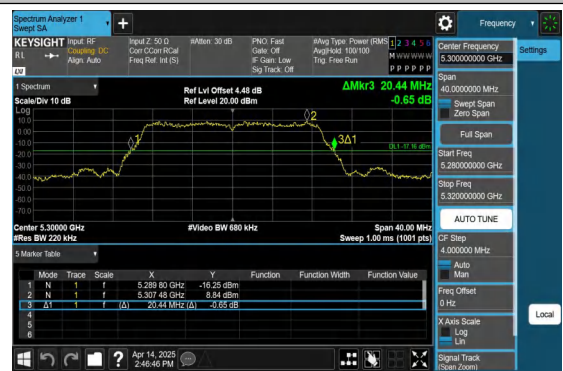 Spectrum Analyzer 1
Swept SA
Frequency
KEYSIGHT Input: RF Input Z: 50 Ω #Atten: 30 dB PNO: Fast #Avg Type: Power (RMS 1 2 3 4 5 6
RL Coupling: DC Corr CCorr RCal Gate: Off Avg|Hold: 100/100 M W W W W W
Align: Auto Freq Ref: Int (S) IF Gain: Low Trig: Free Run
Sig Track: Off P P P P P P
LXI
1 Spectrum Ref Lvl Offset 4.48 dB ΔMkr3 20.44 MHz
Scale/Div 10 dB Ref Level 20.00 dBm -0.65 dB
Log
10.0
0.00
-10.0
-20.0
-30.0
-40.0
-50.0
-60.0
-70.0
1
2
3Δ1
DL1 -17.16 dBm
Center 5.30000 GHz #Video BW 680 kHz Span 40.00 MHz
#Res BW 220 kHz Sweep 1.00 ms (1001 pts)
5 Marker Table
Mode Trace Scale X Y Function Function Width Function Value
1 N 1 f 5.289 80 GHz -16.25 dBm
2 N 1 f 5.307 48 GHz 8.84 dBm
3 Δ1 1 f (Δ) 20.44 MHz (Δ) -0.65 dB
4
5
6
Apr 14, 2025
2:46:46 PM
Center Frequency
5.300000000 GHz
Settings
Span
40.0000000 MHz
Swept Span
Zero Span
Full Span
Start Freq
5.280000000 GHz
Stop Freq
5.320000000 GHz
AUTO TUNE
CF Step
4.000000 MHz
Auto
Man
Freq Offset
0 Hz
X Axis Scale
Log
Lin
Local
Signal Track
(Span Zoom)